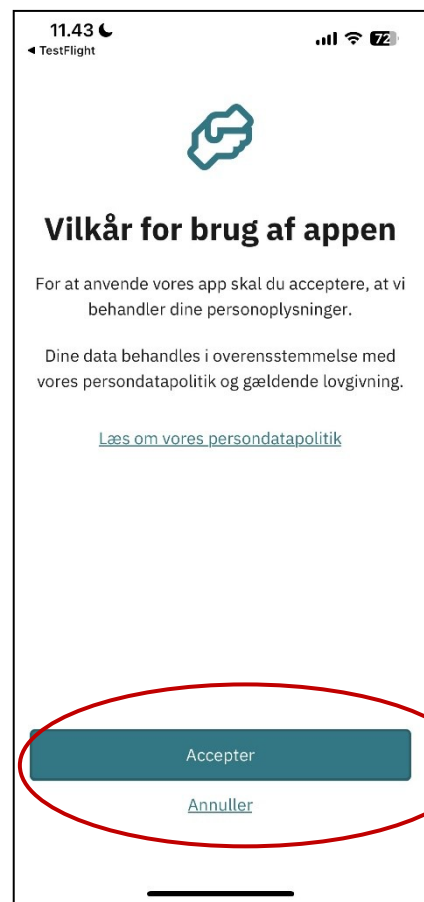 11.43
72
◀ TestFlight
Vilkår for brug af appen
For at anvende vores app skal du acceptere, at vi
behandler dine personoplysninger.
Dine data behandles i overensstemmelse med
vores persondatapolitik og gældende lovgivning.
Læs om vores persondatapolitik
Accepter
Annuller